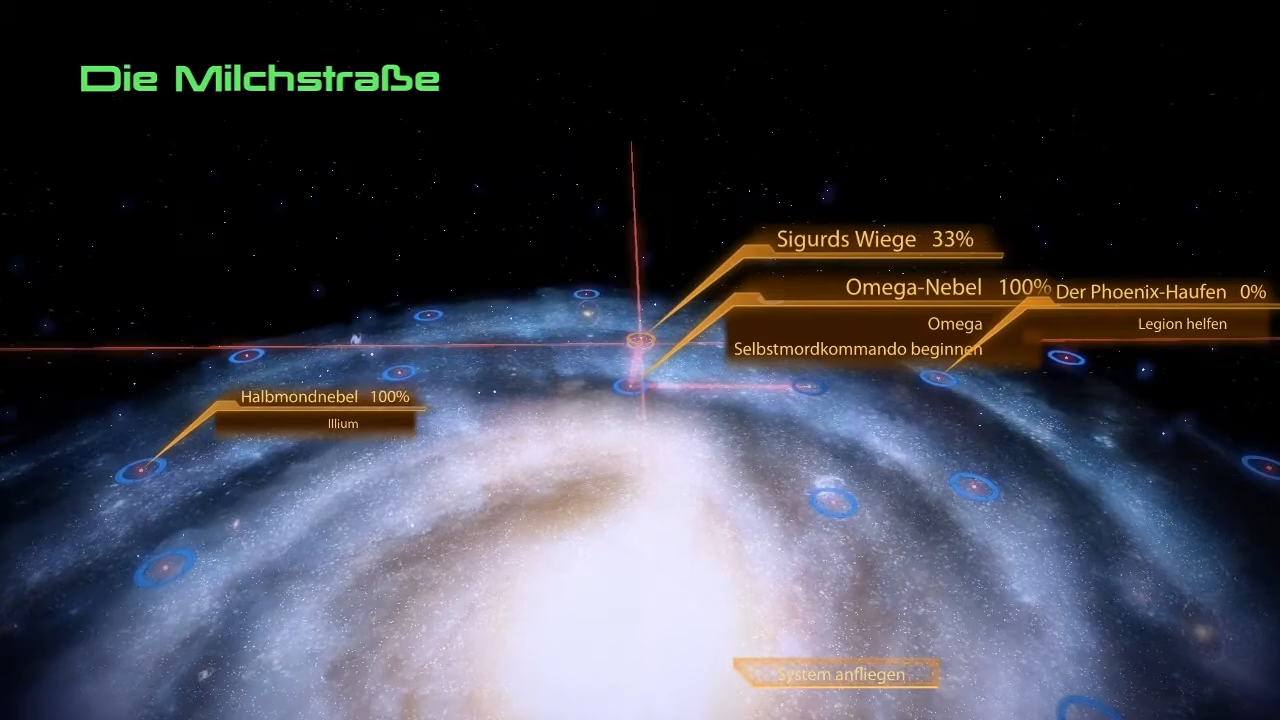 Die Milchstraße
Sigurds Wiege 33%
Omega-Nebel 100%
Omega
Selbstmordkommando beginnen
Der Phoenix-Haufen 0%
Legion helfen
Halbmondnebel 100%
Illium
System anfliegen